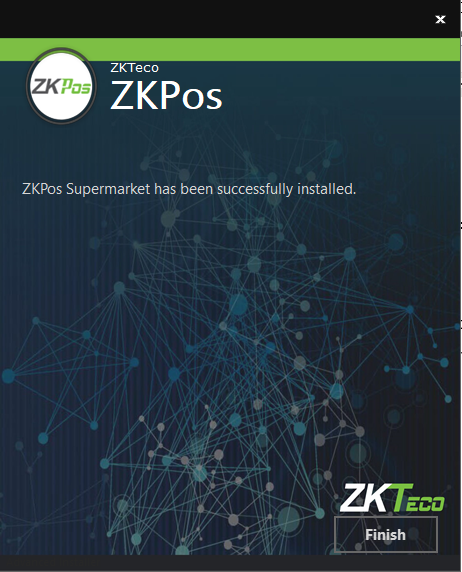 ZKTeco
ZKPos
ZKPos
ZKPos Supermarket has been successfully installed.
ZKTeco
Finish